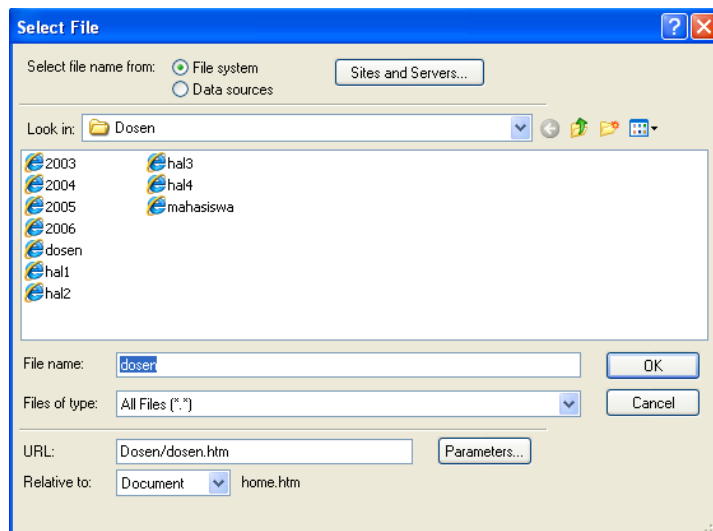 Select File
Select file name from: File system
Data sources
Sites and Servers...
Look in: Dosen
2003 hal3
2004 hal4
2005 mahasiswa
2006
dosen
hal1
hal2
File name: dosen OK
Files of type: All Files (*.*) Cancel
URL: Dosen/dosen.htm Parameters...
Relative to: Document home.htm